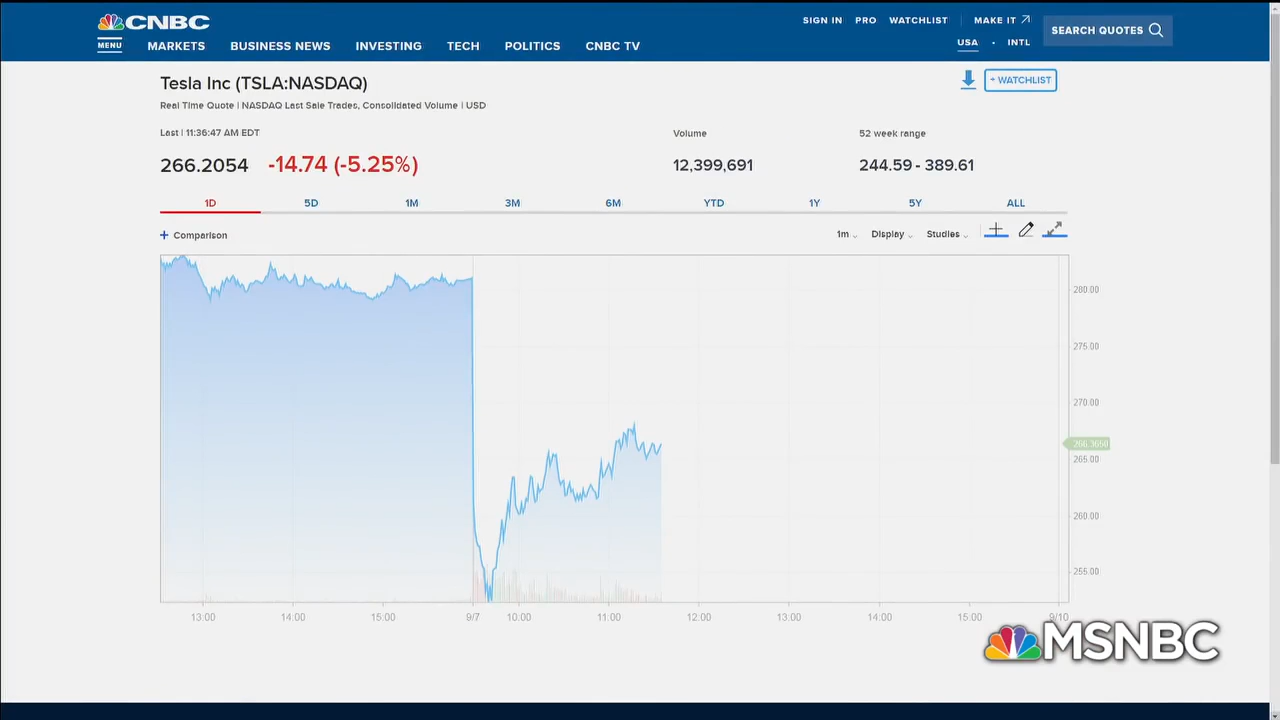 CNBC
SIGN IN PRO WATCHLIST MAKE IT
SEARCH QUOTES
USA · INTL
MENU MARKETS BUSINESS NEWS INVESTING TECH POLITICS CNBC TV
Tesla Inc (TSLA:NASDAQ)
+ WATCHLIST
Real Time Quote | NASDAQ Last Sale Trades, Consolidated Volume | USD
Last | 11:36:47 AM EDT
Volume
52 week range
266.2054 -14.74 (-5.25%)
12,399,691
244.59 - 389.61
1D 5D 1M 3M 6M YTD 1Y 5Y ALL
+ Comparison
1m Display Studies
280.00
275.00
270.00
266.3650
265.00
260.00
255.00
13:00 14:00 15:00 9/7 10:00 11:00 12:00 13:00 14:00 15:00 9/10
MSNBC